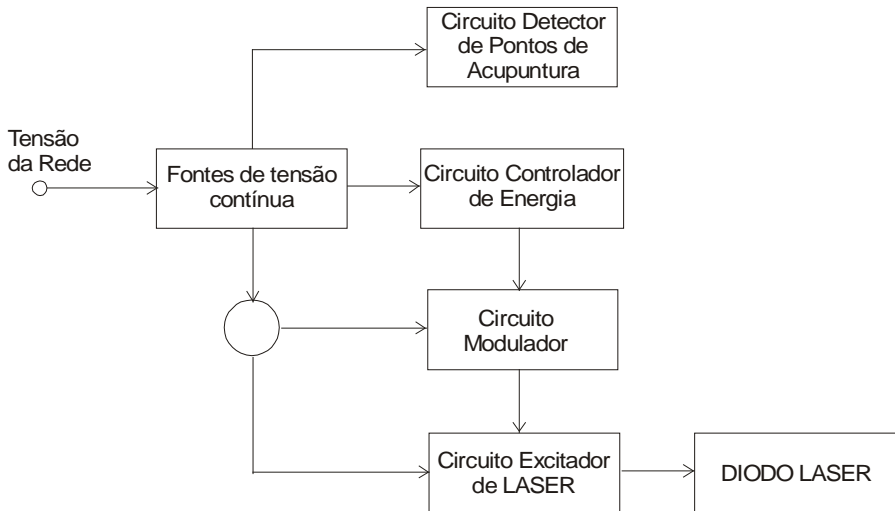 Circuito Detector
de Pontos de
Acupuntura
Tensão
da Rede
Fontes de tensão
contínua
Circuito Controlador
de Energia
Circuito
Modulador
Circuito Excitador
de LASER
DIODO LASER